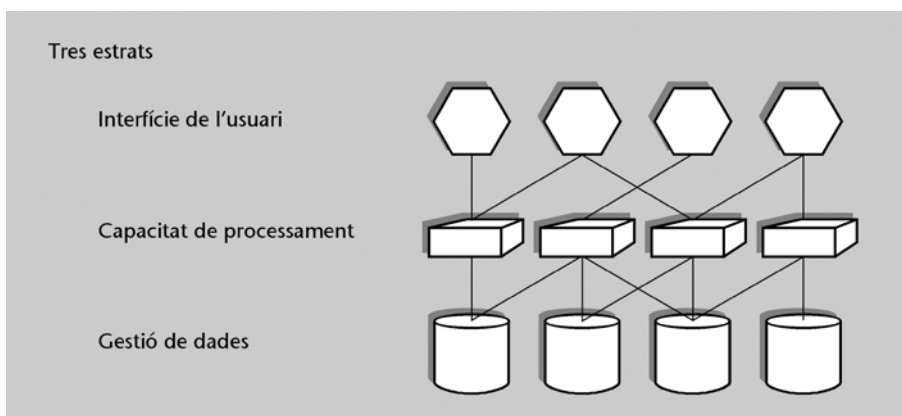 Tres estrats
Interfície de l’usuari
Capacitat de processament
Gestió de dades